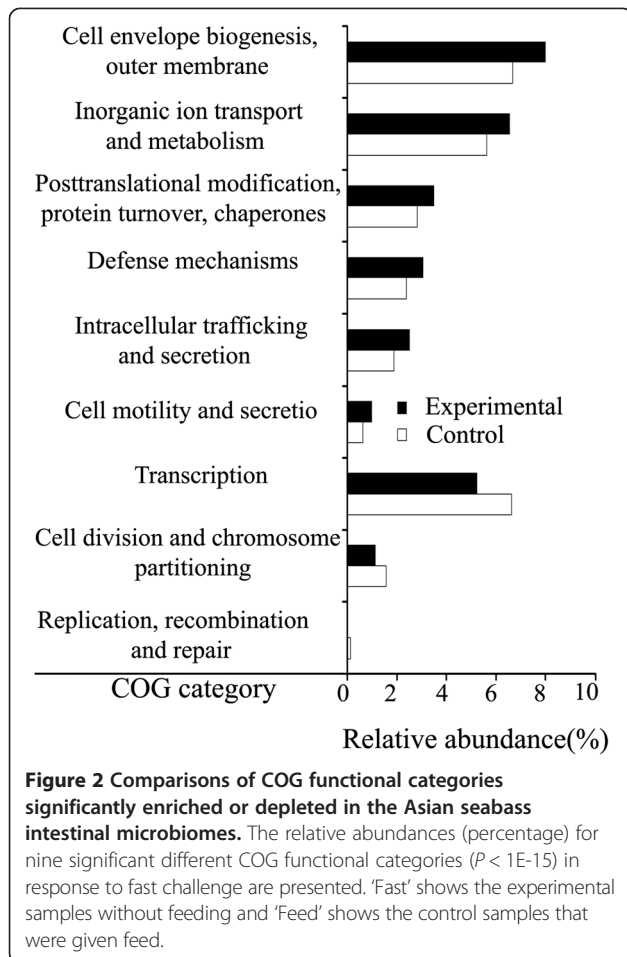 Cell envelope biogenesis,
outer membrane
Inorganic ion transport
and metabolism
Posttranslational modification,
protein turnover, chaperones
Defense mechanisms
Intracellular trafficking
and secretion
Cell motility and secretio
Experimental
Control
Transcription
Cell division and chromosome
partitioning
Replication, recombination
and repair
COG category
0 2 4 6 8 10
Relative abundance(%)
Figure 2 Comparisons of COG functional categories
significantly enriched or depleted in the Asian seabass
intestinal microbiomes. The relative abundances (percentage) for
nine significant different COG functional categories (P < 1E-15) in
response to fast challenge are presented. ‘Fast’ shows the experimental
samples without feeding and ‘Feed’ shows the control samples that
were given feed.